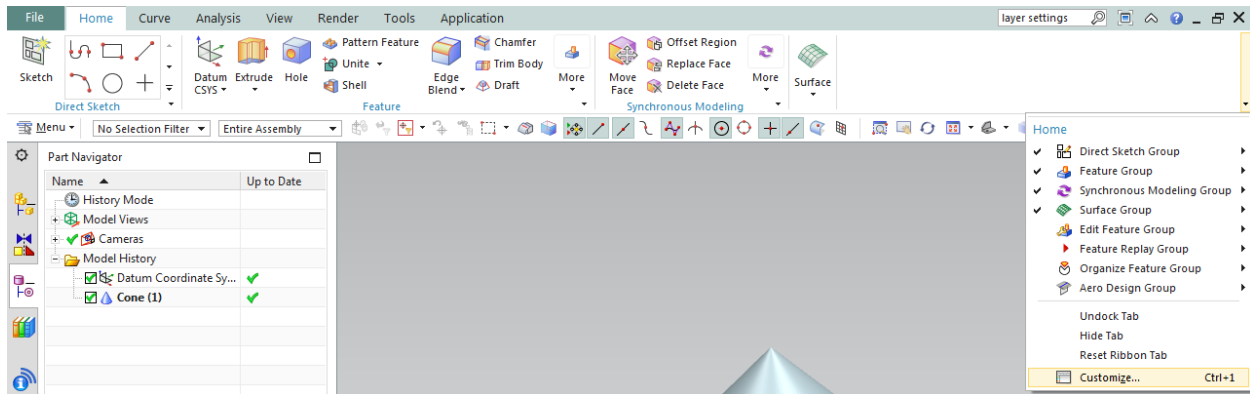 File Home Curve Analysis View Render Tools Application layer settings
Sketch
Direct Sketch
Datum CSYS
Extrude
Hole
Pattern Feature
Unite
Shell
Edge Blend
Chamfer
Trim Body
Draft
More
Feature
Move Face
Offset Region
Replace Face
Delete Face
More
Synchronous Modeling
Surface
Menu No Selection Filter Entire Assembly
Part Navigator
Name Up to Date
History Mode
Model Views
Cameras
Model History
Datum Coordinate Sy...
Cone (1)
Home
Direct Sketch Group
Feature Group
Synchronous Modeling Group
Surface Group
Edit Feature Group
Feature Replay Group
Organize Feature Group
Aero Design Group
Undock Tab
Hide Tab
Reset Ribbon Tab
Customize... Ctrl+1